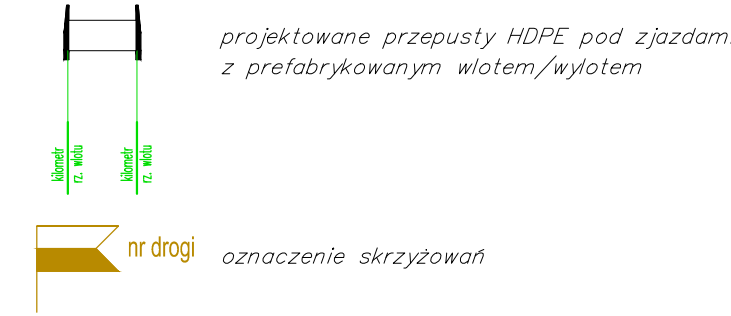 projektowane przepusty HDPE pod zjazdami
z prefabrykowanym wlotem/wylotem
kilometr
rz. wlotu
kilometr
rz. wlotu
nr drogi
oznaczenie skrzyżowań